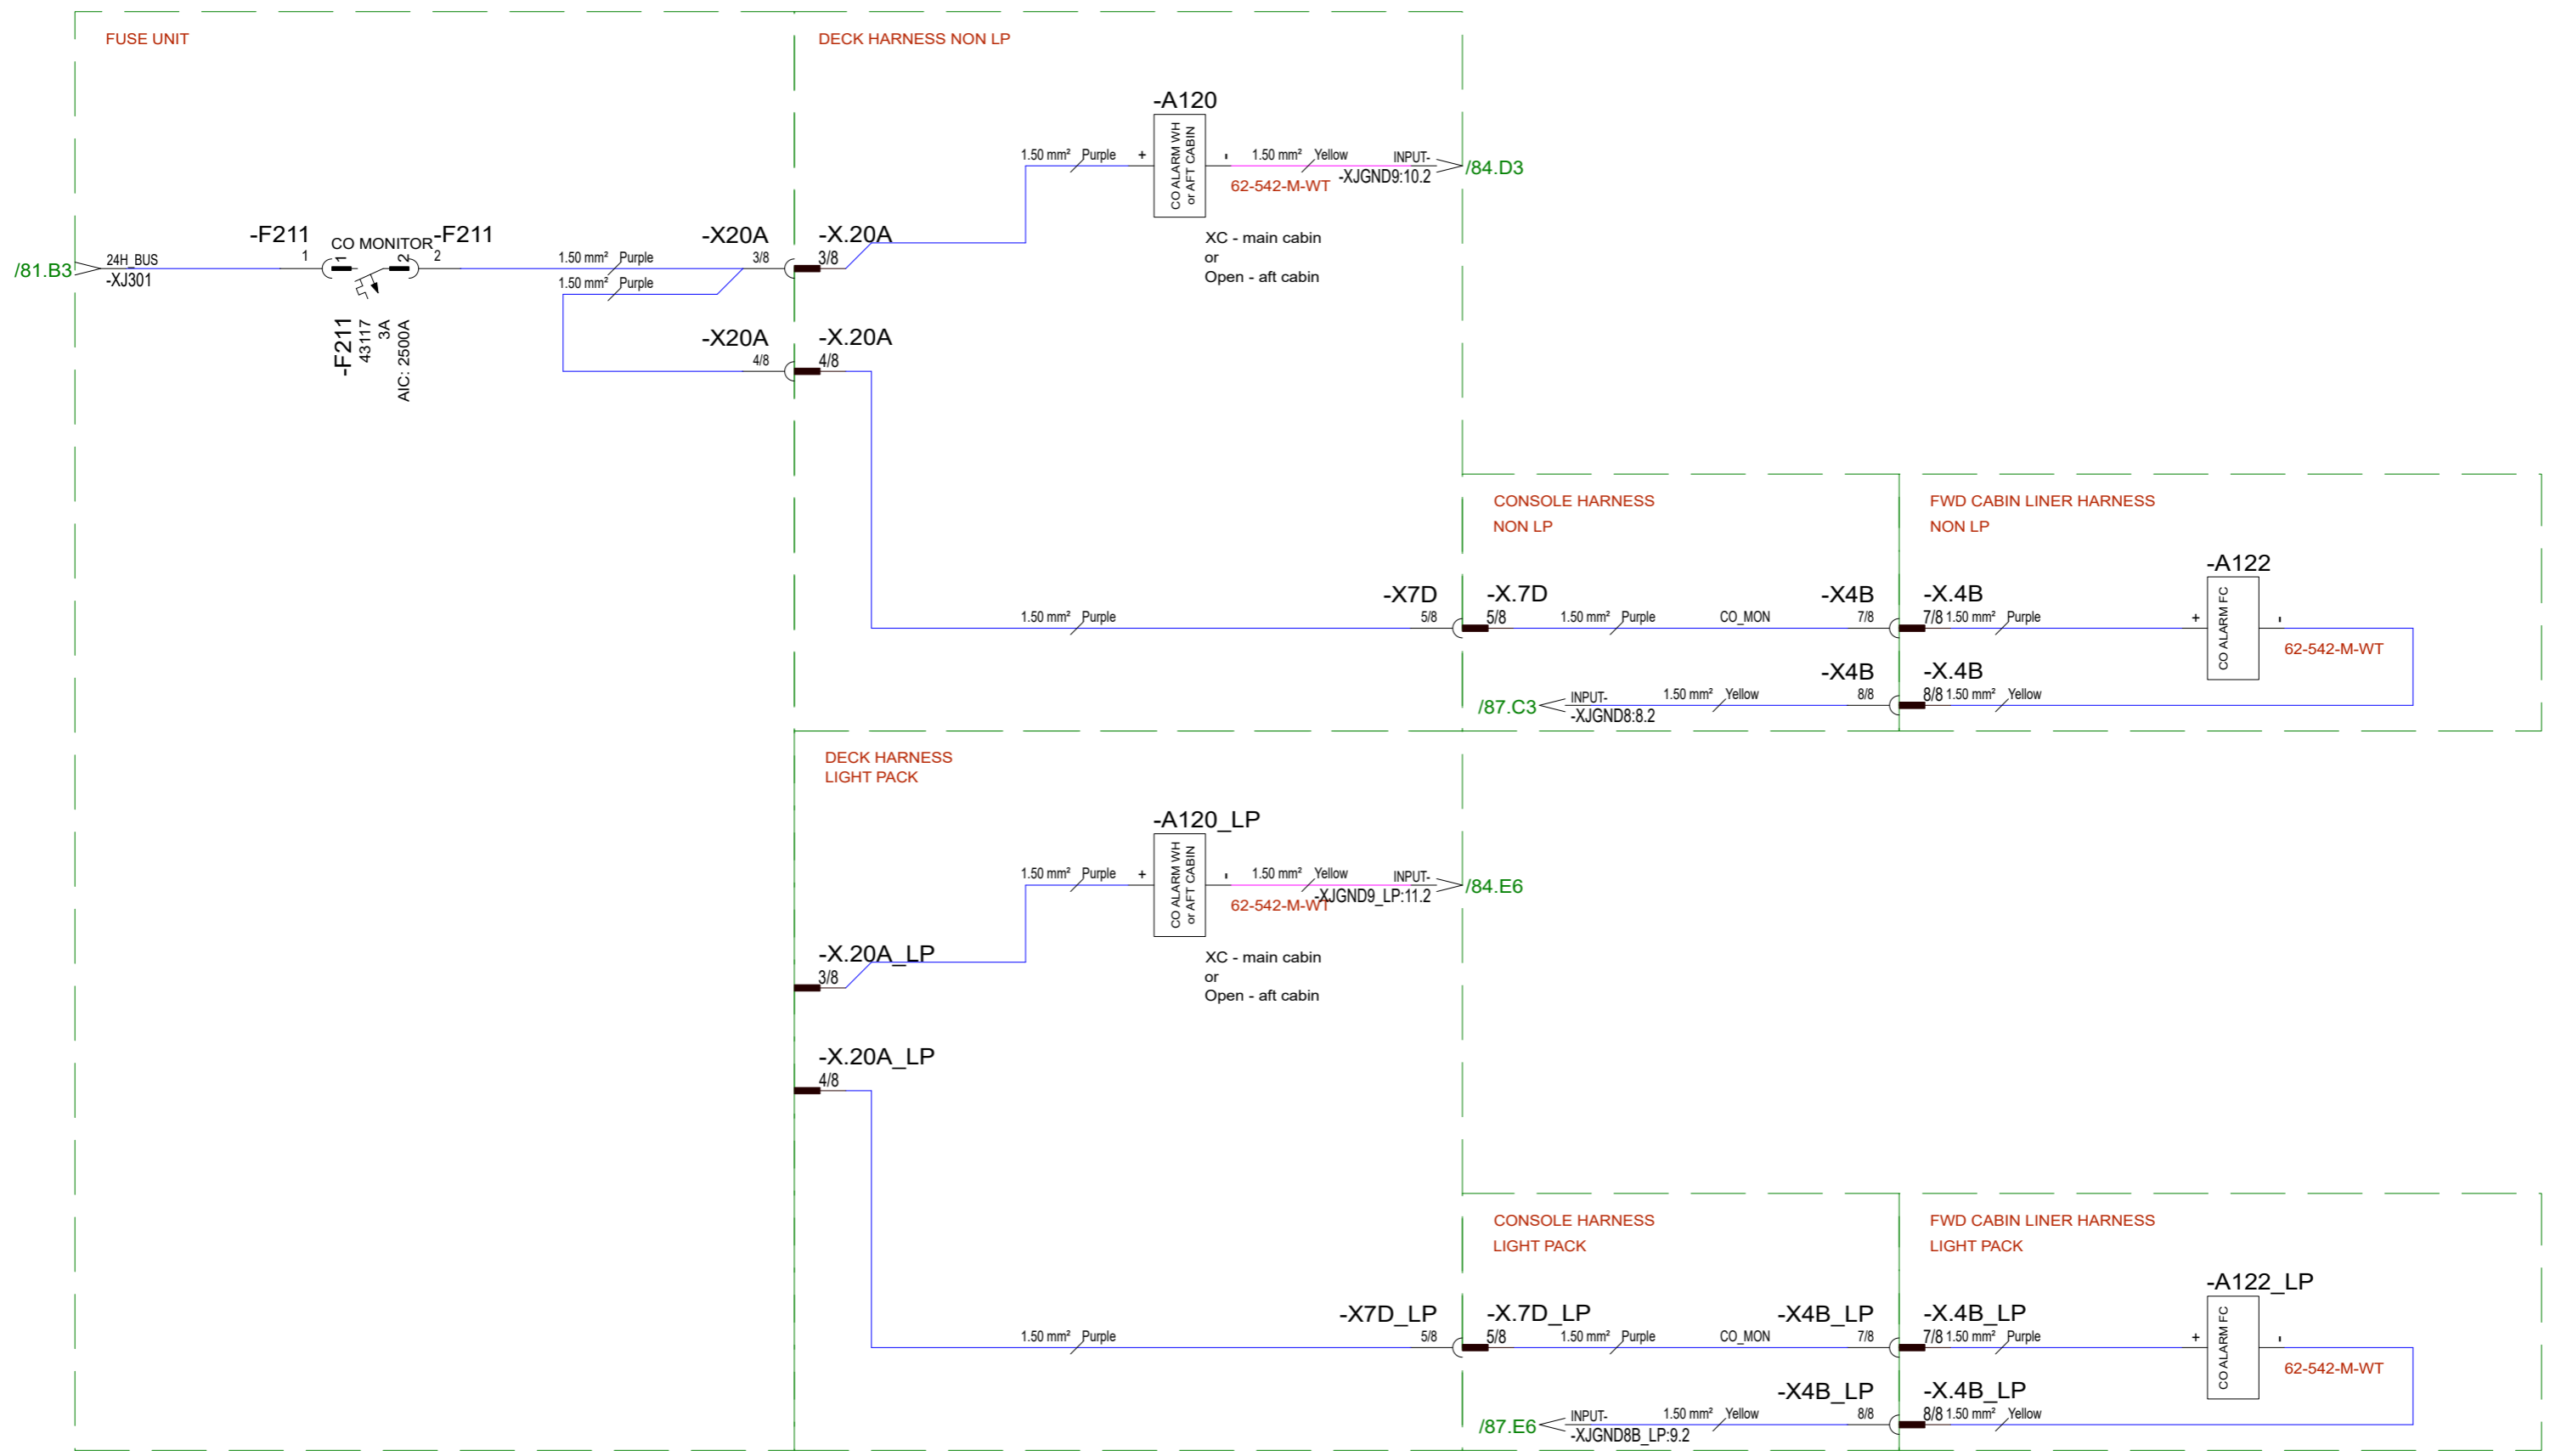 FUSE UNIT
DECK HARNESS NON LP
-A120
CO ALARM WH
or AFT CABIN
1.50 mm² Purple
+
-
1.50 mm² Yellow
INPUT-
/84.D3
62-542-M-WT
-XJGND9:10.2
XC - main cabin
or
Open - aft cabin
/81.B3
24H_BUS
-XJ301
-F211
1
CO MONITOR
1
2
-F211
2
-F211
43117
3A
AIC: 2500A
1.50 mm² Purple
1.50 mm² Purple
-X20A
3/8
-X.20A
3/8
-X20A
4/8
-X.20A
4/8
CONSOLE HARNESS
NON LP
FWD CABIN LINER HARNESS
NON LP
1.50 mm² Purple
-X7D
5/8
-X.7D
5/8
1.50 mm² Purple
CO_MON
-X4B
7/8
-X.4B
7/8 1.50 mm² Purple
-A122
+
CO ALARM FC
-
62-542-M-WT
/87.C3
INPUT-
-XJGND8:8.2
1.50 mm² Yellow
-X4B
8/8
-X.4B
8/8 1.50 mm² Yellow
DECK HARNESS
LIGHT PACK
-A120_LP
CO ALARM WH
or AFT CABIN
1.50 mm² Purple
+
-
1.50 mm² Yellow
INPUT-
/84.E6
62-542-M-WT
-XJGND9_LP:11.2
XC - main cabin
or
Open - aft cabin
-X.20A_LP
3/8
-X.20A_LP
4/8
CONSOLE HARNESS
LIGHT PACK
FWD CABIN LINER HARNESS
LIGHT PACK
1.50 mm² Purple
-X7D_LP
5/8
-X.7D_LP
5/8
1.50 mm² Purple
CO_MON
-X4B_LP
7/8
-X.4B_LP
7/8 1.50 mm² Purple
-A122_LP
+
CO ALARM FC
-
62-542-M-WT
/87.E6
INPUT-
-XJGND8B_LP:9.2
1.50 mm² Yellow
-X4B_LP
8/8
-X.4B_LP
8/8 1.50 mm² Yellow